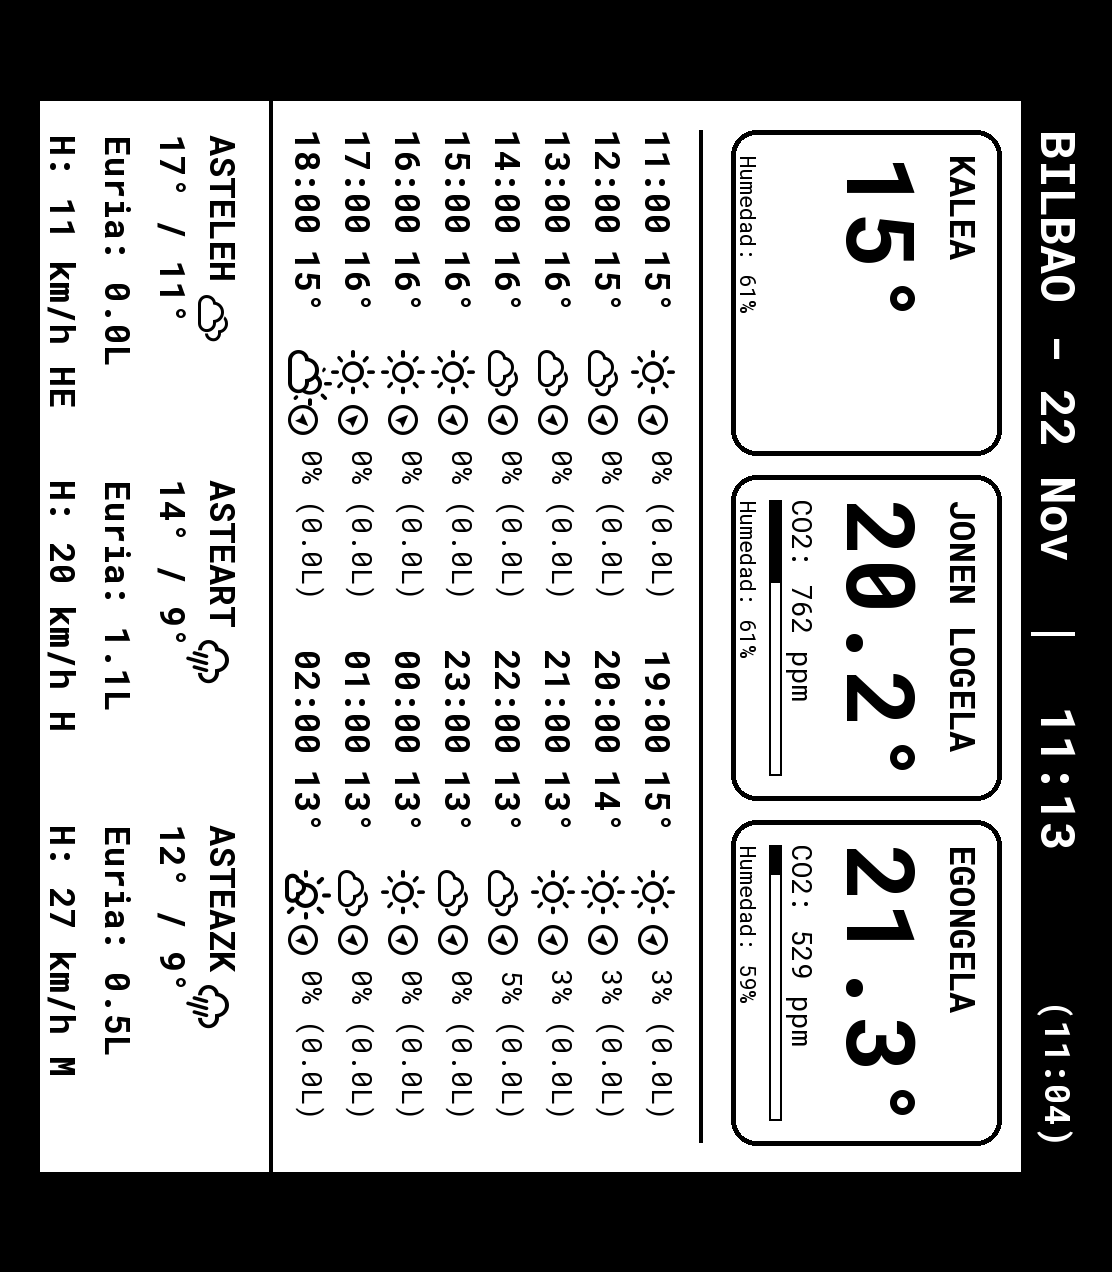 BILBAO - 22 Nov | 11:13 (11:04)
KALEA
15°
Humedad: 61%
JONEN LOGELA
20.2°
CO2: 762 ppm
Humedad: 61%
EGONGELA
21.3°
CO2: 529 ppm
Humedad: 59%
11:00 15° 0% (0.0L)
12:00 15° 0% (0.0L)
13:00 16° 0% (0.0L)
14:00 16° 0% (0.0L)
15:00 16° 0% (0.0L)
16:00 16° 0% (0.0L)
17:00 16° 0% (0.0L)
18:00 15° 0% (0.0L)
19:00 15° 3% (0.0L)
20:00 14° 3% (0.0L)
21:00 13° 3% (0.0L)
22:00 13° 5% (0.0L)
23:00 13° 0% (0.0L)
00:00 13° 0% (0.0L)
01:00 13° 0% (0.0L)
02:00 13° 0% (0.0L)
ASTELEH
17° / 11°
Euria: 0.0L
H: 11 km/h HE
ASTEART
14° / 9°
Euria: 1.1L
H: 20 km/h H
ASTEAZK
12° / 9°
Euria: 0.5L
H: 27 km/h M